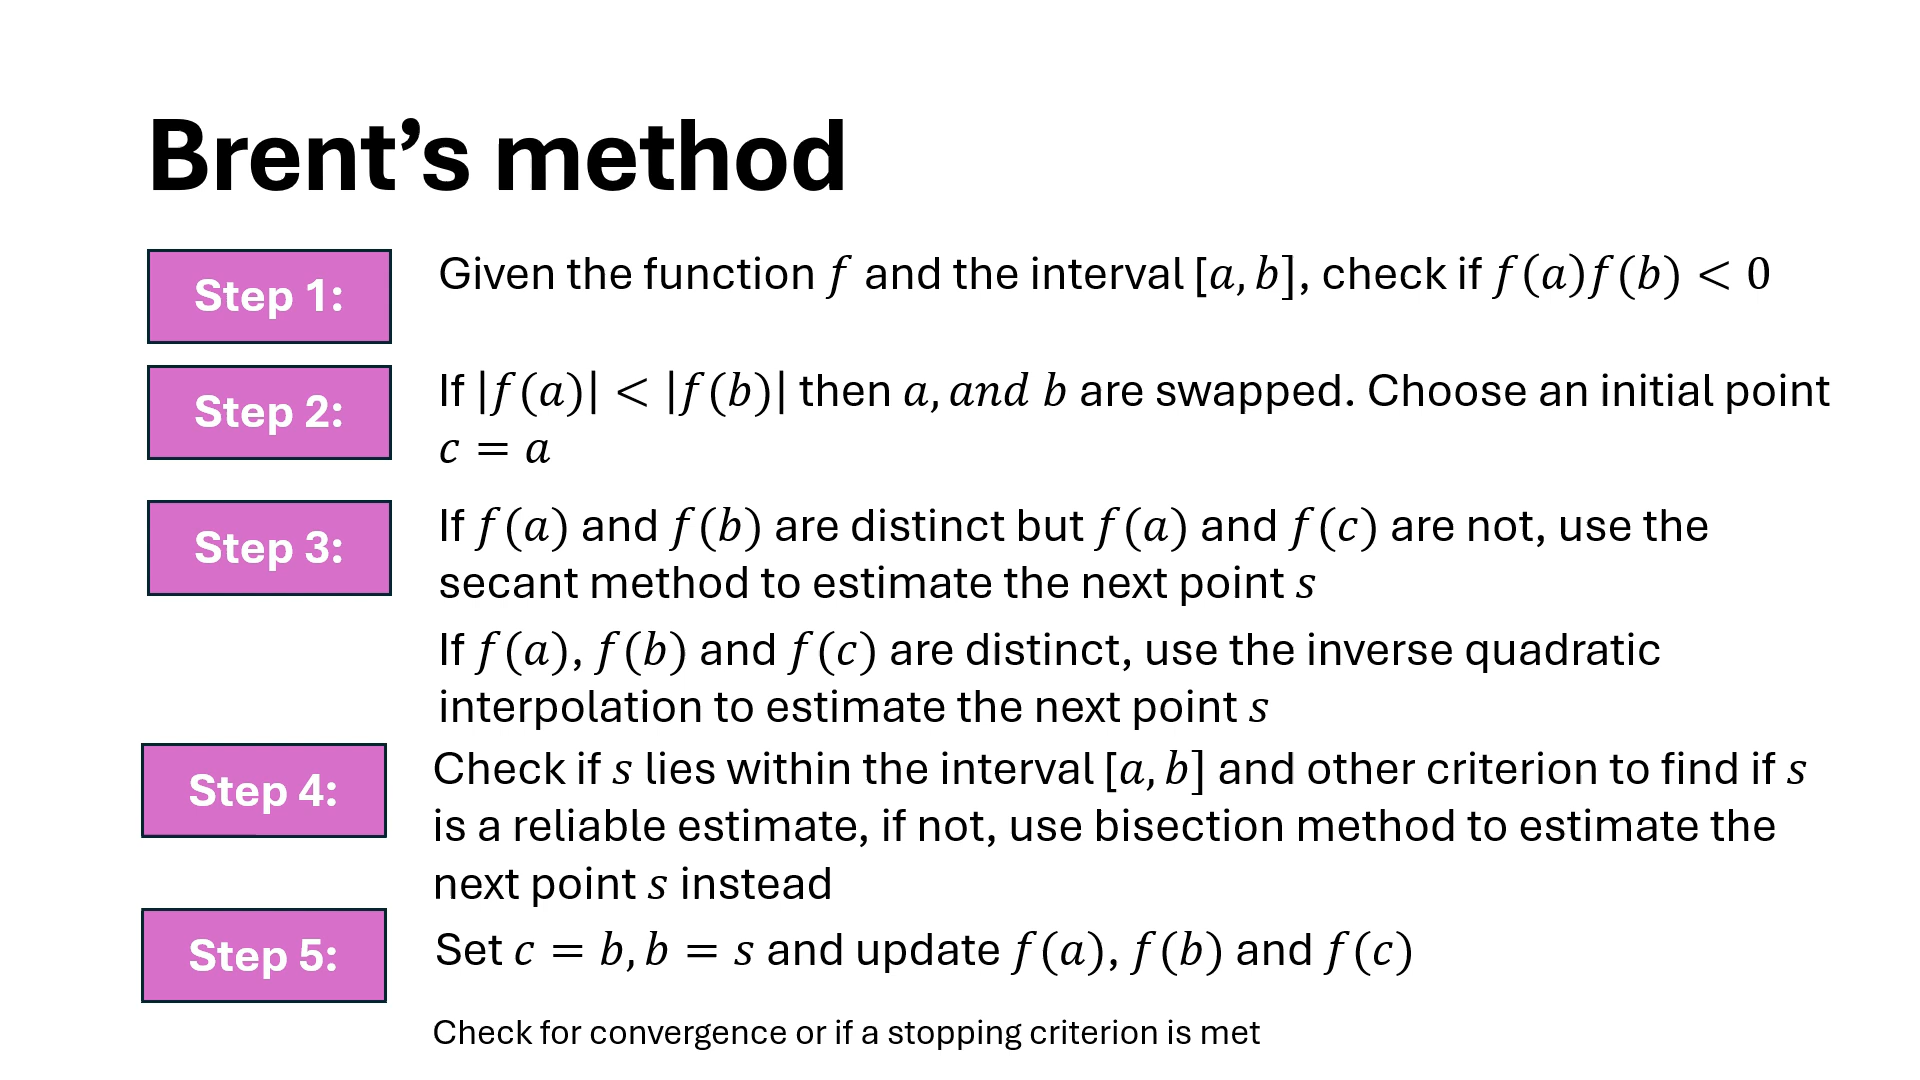 Brent’s method
Step 1:
Given the function f and the interval [a, b], check if f(a)f(b) < 0
Step 2:
If |f(a)| < |f(b)| then a, and b are swapped. Choose an initial point
c = a
Step 3:
If f(a) and f(b) are distinct but f(a) and f(c) are not, use the
secant method to estimate the next point s
If f(a), f(b) and f(c) are distinct, use the inverse quadratic
interpolation to estimate the next point s
Step 4:
Check if s lies within the interval [a, b] and other criterion to find if s
is a reliable estimate, if not, use bisection method to estimate the
next point s instead
Step 5:
Set c = b, b = s and update f(a), f(b) and f(c)
Check for convergence or if a stopping criterion is met